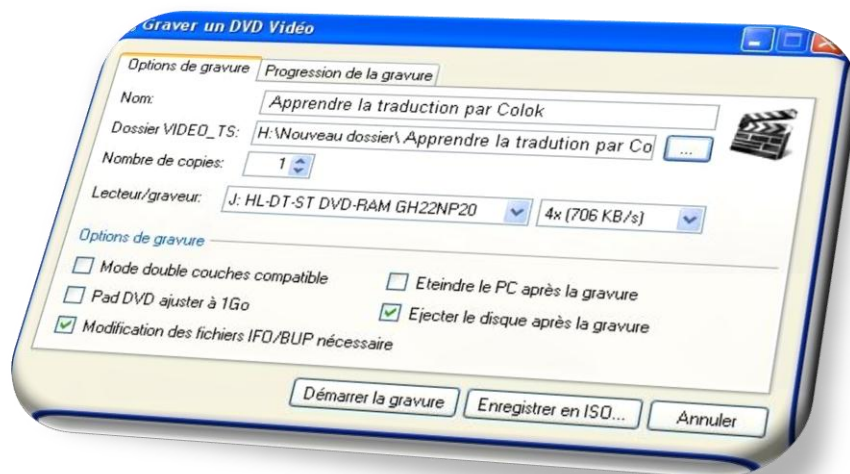 Graver un DVD Vidéo
Options de gravure Progression de la gravure
Nom: Apprendre la traduction par Colok
Dossier VIDEO_TS: H:\Nouveau dossier\ Apprendre la tradution par Co ...
Nombre de copies: 1
Lecteur/graveur: J: HL-DT-ST DVD-RAM GH22NP20 4x (706 KB/s)
Options de gravure
Mode double couches compatible Eteindre le PC après la gravure
Pad DVD ajuster à 1Go Ejecter le disque après la gravure
Modification des fichiers IFO/BUP nécessaire
Démarrer la gravure Enregistrer en ISO... Annuler